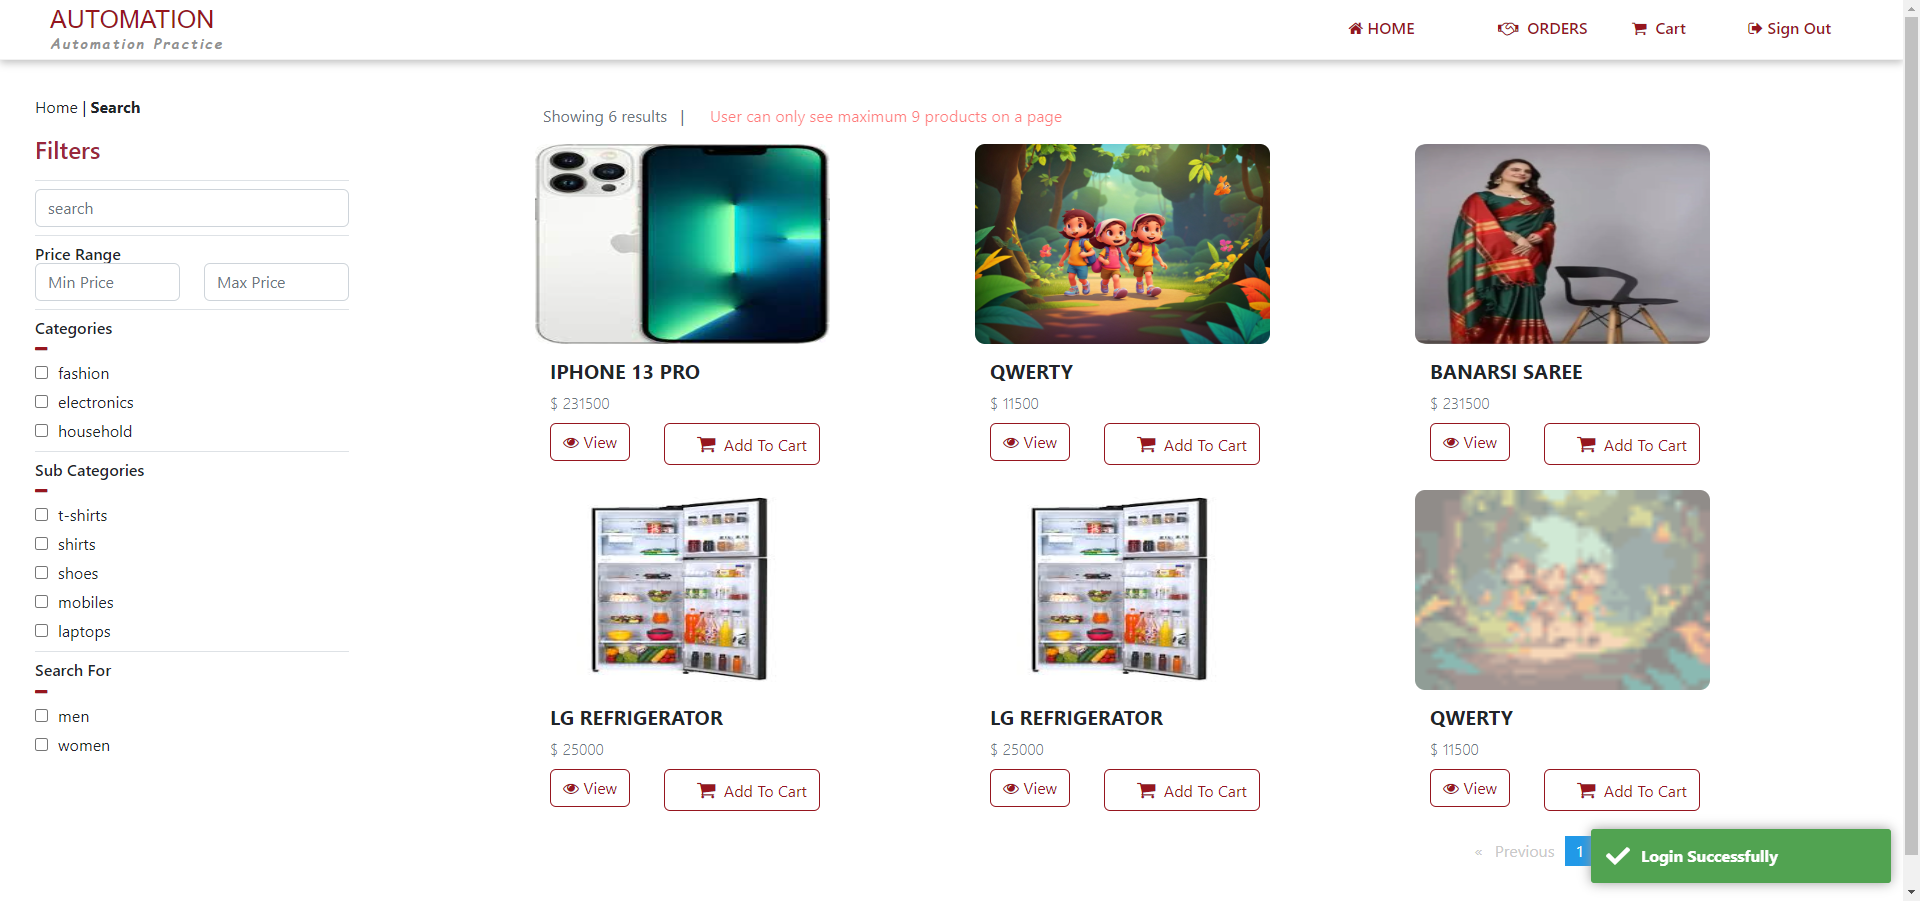 AUTOMATION
Automation Practice
HOME
ORDERS
Cart
Sign Out
Home | Search
Filters
search
Price Range
Min Price
Max Price
Categories
fashion
electronics
household
Sub Categories
t-shirts
shirts
shoes
mobiles
laptops
Search For
men
women
Showing 6 results |
User can only see maximum 9 products on a page
IPHONE 13 PRO
$ 231500
View
Add To Cart
QWERTY
$ 11500
View
Add To Cart
BANARSI SAREE
$ 231500
View
Add To Cart
LG REFRIGERATOR
$ 25000
View
Add To Cart
LG REFRIGERATOR
$ 25000
View
Add To Cart
QWERTY
$ 11500
View
Add To Cart
« Previous 1
Login Successfully